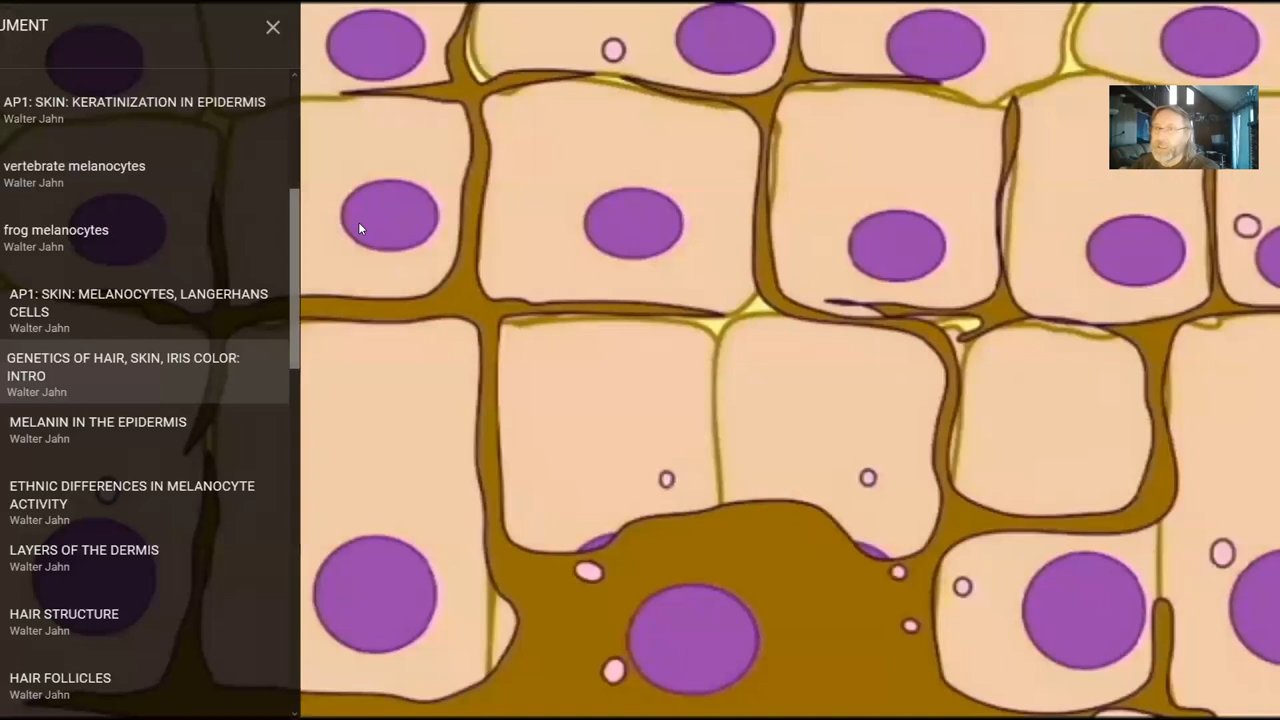 UMENT
AP1: SKIN: KERATINIZATION IN EPIDERMIS
Walter Jahn
vertebrate melanocytes
Walter Jahn
frog melanocytes
Walter Jahn
AP1: SKIN: MELANOCYTES, LANGERHANS
CELLS
Walter Jahn
GENETICS OF HAIR, SKIN, IRIS COLOR:
INTRO
Walter Jahn
MELANIN IN THE EPIDERMIS
Walter Jahn
ETHNIC DIFFERENCES IN MELANOCYTE
ACTIVITY
Walter Jahn
LAYERS OF THE DERMIS
Walter Jahn
HAIR STRUCTURE
Walter Jahn
HAIR FOLLICLES
Walter Jahn